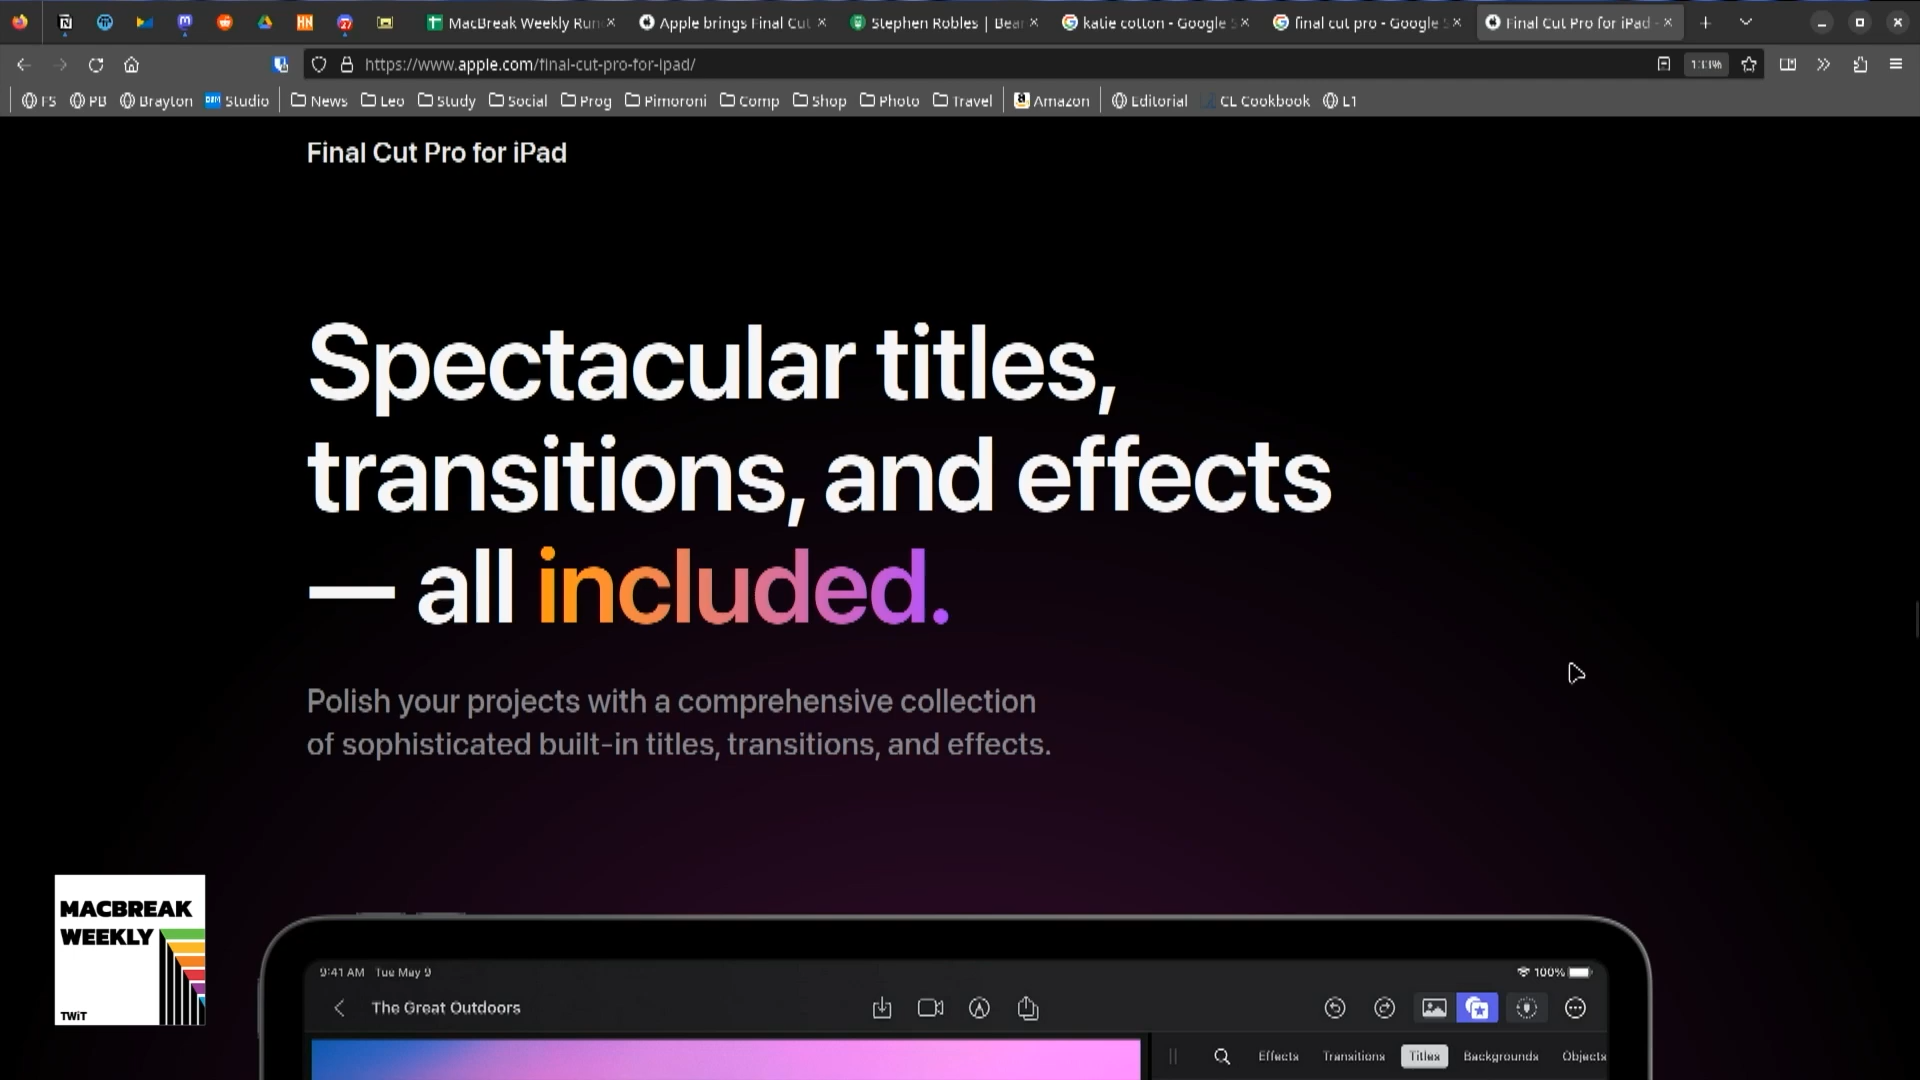 MacBreak Weekly Run
Apple brings Final Cut
Stephen Robles | Bear
katie cotton - Google S
final cut pro - Google S
Final Cut Pro for iPad -
https://www.apple.com/final-cut-pro-for-ipad/
133%
FS
PB
Brayton
Studio
News
Leo
Study
Social
Prog
Pimoroni
Comp
Shop
Photo
Travel
Amazon
Editorial
CL Cookbook
L1
Final Cut Pro for iPad
Spectacular titles,
transitions, and effects
— all included.
Polish your projects with a comprehensive collection
of sophisticated built-in titles, transitions, and effects.
MACBREAK
WEEKLY
TWiT
9:41 AM Tue May 9
100%
The Great Outdoors
Effects
Transitions
Titles
Backgrounds
Objects